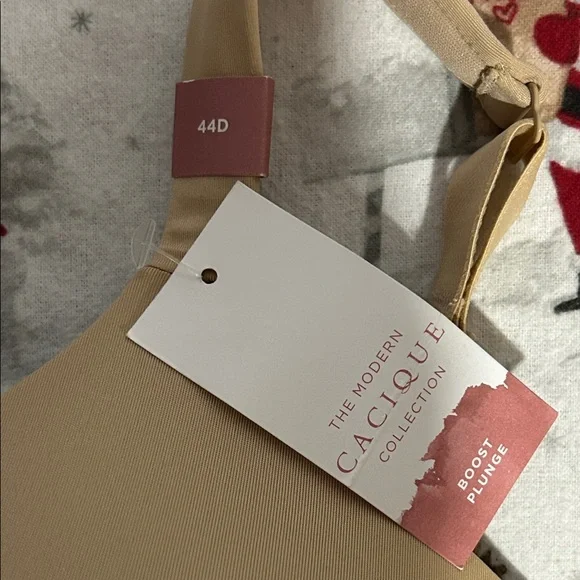 44D
THE MODERN
CACIQUE
COLLECTION
BOOST
PLUNGE